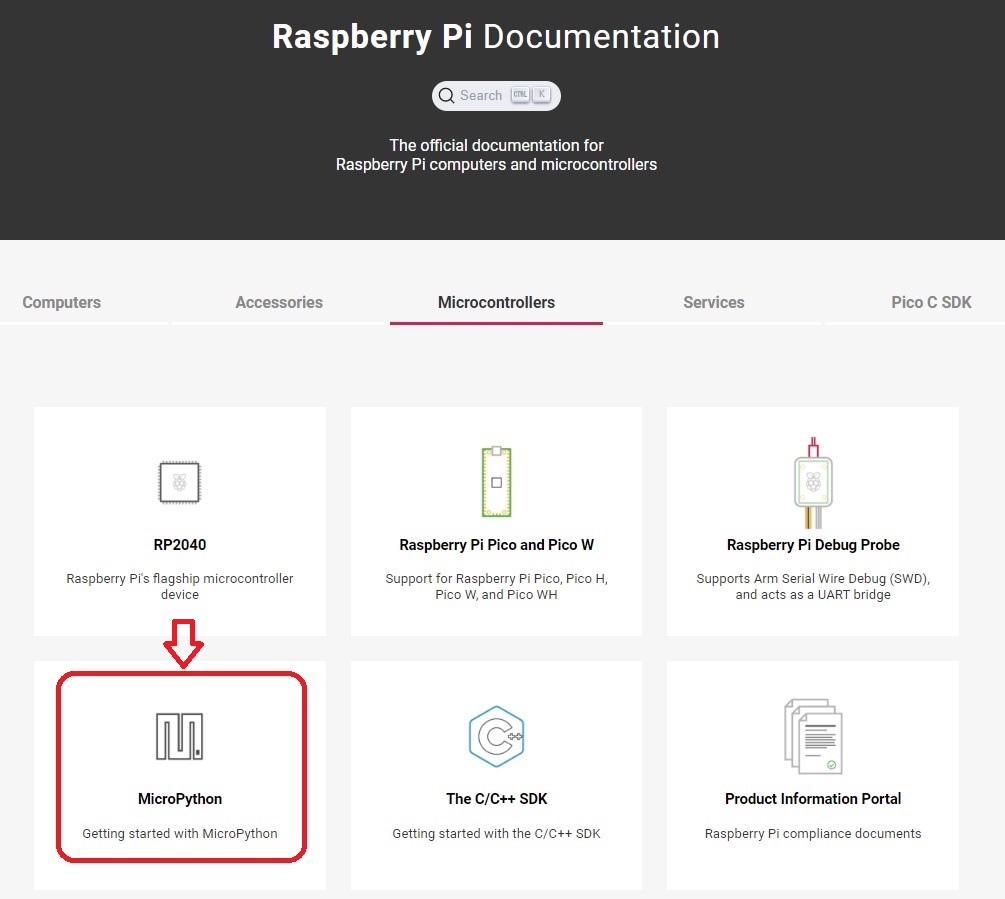 Raspberry Pi Documentation
Search CTRL K
The official documentation for
Raspberry Pi computers and microcontrollers
Computers
Accessories
Microcontrollers
Services
Pico C SDK
RP2040
Raspberry Pi's flagship microcontroller
device
Raspberry Pi Pico and Pico W
Support for Raspberry Pi Pico, Pico H,
Pico W, and Pico WH
Raspberry Pi Debug Probe
Supports Arm Serial Wire Debug (SWD),
and acts as a UART bridge
MicroPython
Getting started with MicroPython
C++
The C/C++ SDK
Getting started with the C/C++ SDK
Product Information Portal
Raspberry Pi compliance documents